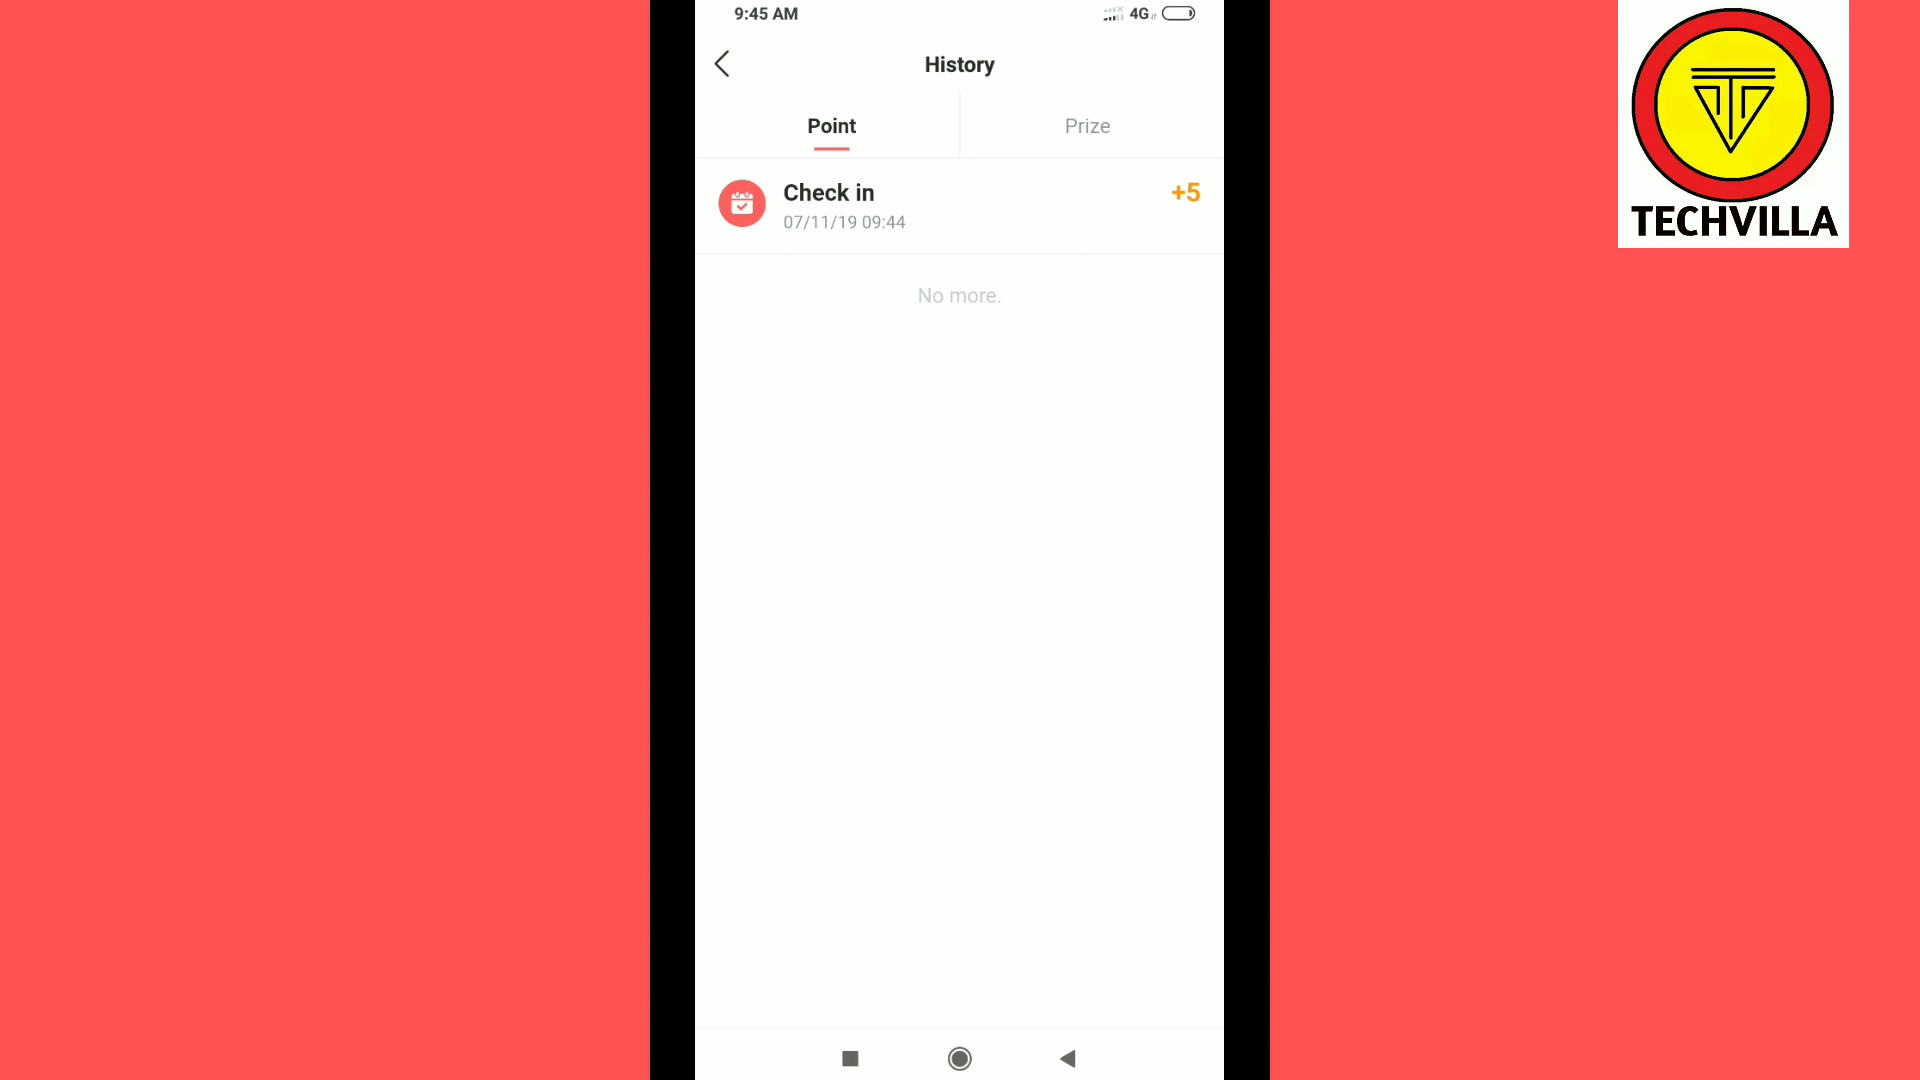 9:45 AM
4G
History
Point
Prize
Check in
+5
07/11/19 09:44
No more.
TECHVILLA